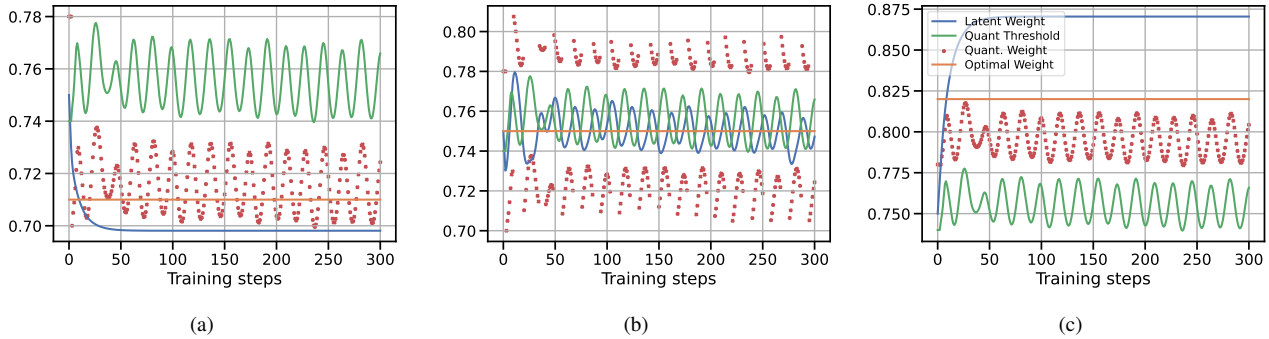 0.78
0.76
0.74
0.72
0.70
0 50 100 150 200 250 300
Training steps
(a)
0.80
0.78
0.76
0.74
0.72
0.70
0 50 100 150 200 250 300
Training steps
(b)
0.875
0.850
0.825
0.800
0.775
0.750
Latent Weight
Quant Threshold
Quant. Weight
Optimal Weight
0 50 100 150 200 250 300
Training steps
(c)